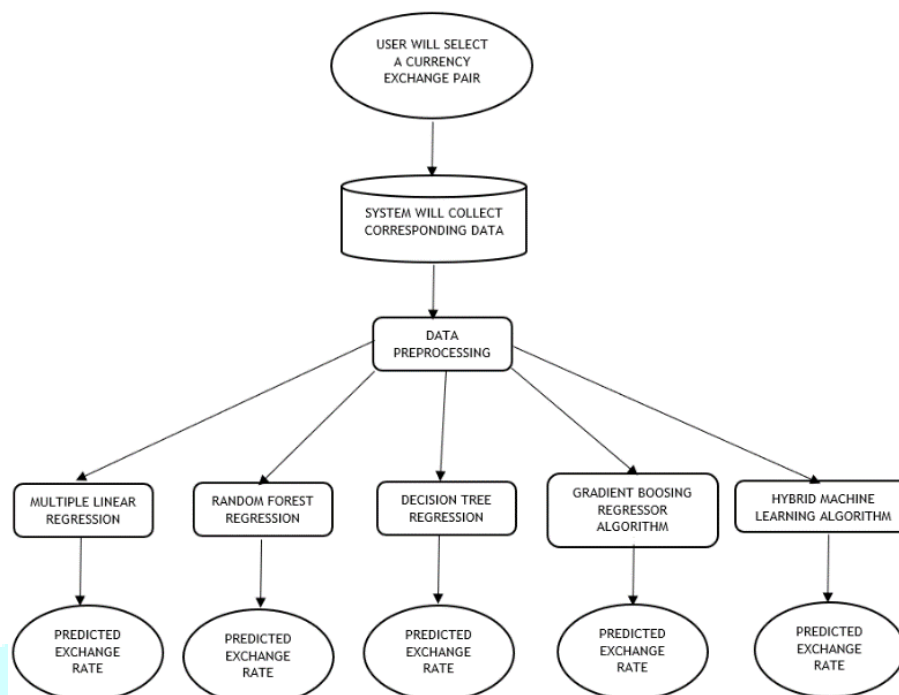 USER WILL SELECT
A CURRENCY
EXCHANGE PAIR
SYSTEM WILL COLLECT
CORRESPONDING DATA
DATA
PREPROCESSING
MULTIPLE LINEAR
REGRESSION
RANDOM FOREST
REGRESSION
DECISION TREE
REGRESSION
GRADIENT BOOSING
REGRESSOR
ALGORITHM
HYBRID MACHINE
LEARNING ALGORITHM
PREDICTED
EXCHANGE
RATE
PREDICTED
EXCHANGE
RATE
PREDICTED
EXCHANGE
RATE
PREDICTED
EXCHANGE
RATE
PREDICTED
EXCHANGE
RATE